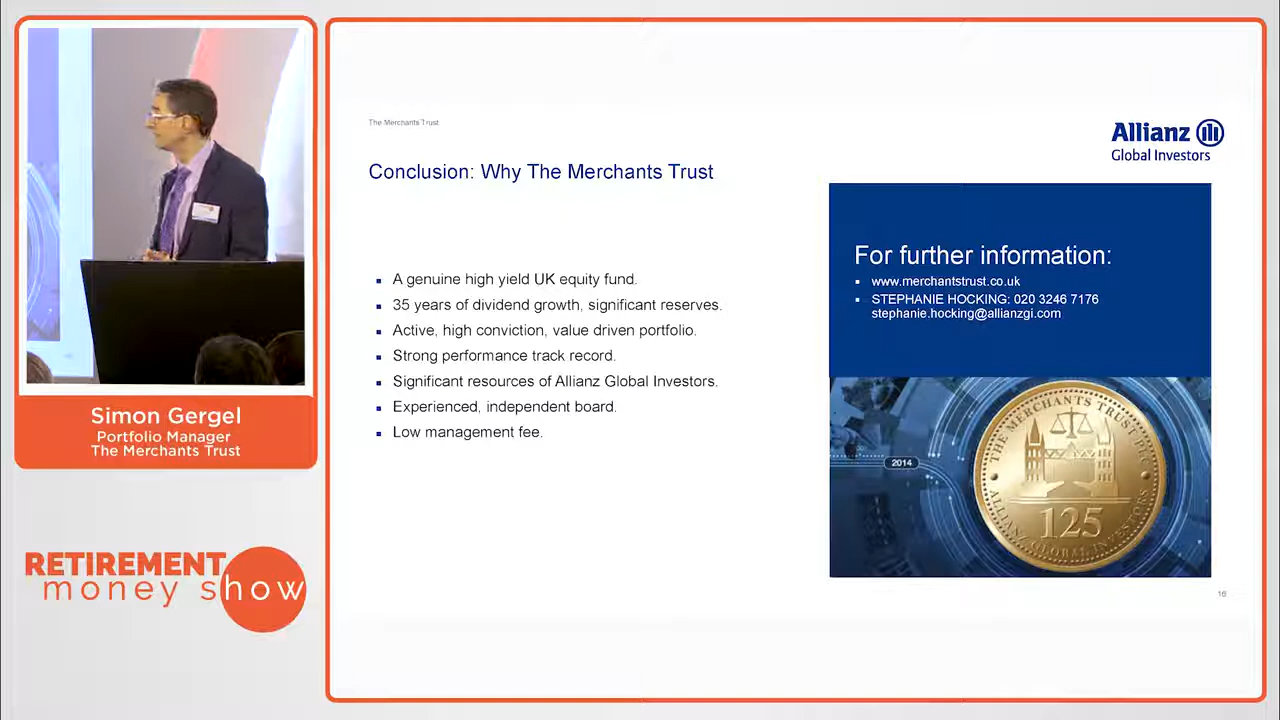 Simon Gergel
Portfolio Manager
The Merchants Trust
RETIREMENT
money show
The Merchants Trust
Allianz
Global Investors
Conclusion: Why The Merchants Trust
A genuine high yield UK equity fund.
35 years of dividend growth, significant reserves.
Active, high conviction, value driven portfolio.
Strong performance track record.
Significant resources of Allianz Global Investors.
Experienced, independent board.
Low management fee.
For further information:
www.merchantstrust.co.uk
STEPHANIE HOCKING: 020 3246 7176
stephanie.hocking@allianzgi.com
2014
THE MERCHANTS TRUST PLC
125
ALLIANZ GLOBAL INVESTORS
16